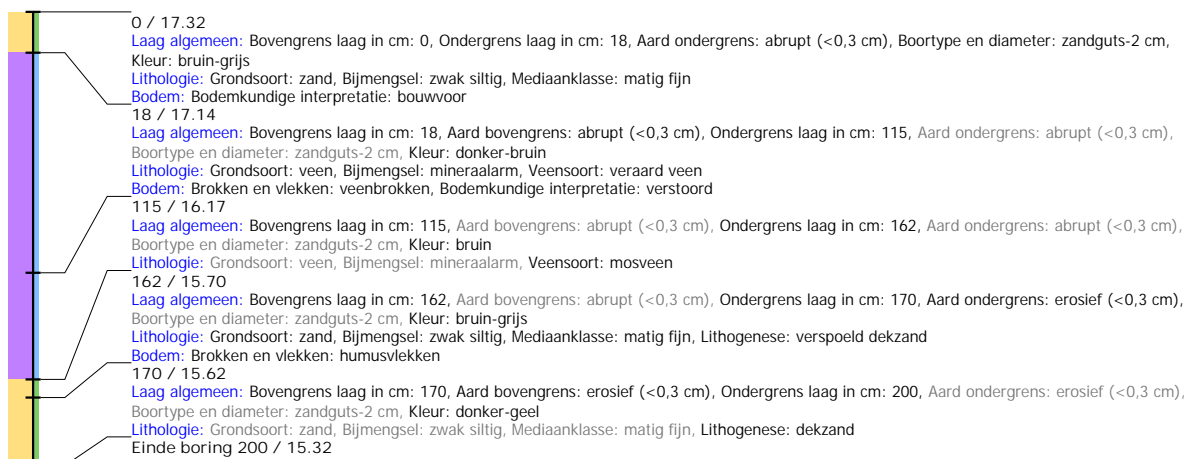 0 / 17.32
Laag algemeen: Bovengrens laag in cm: 0, Ondergrens laag in cm: 18, Aard ondergrens: abrupt (<0,3 cm), Boortype en diameter: zandguts-2 cm,
Kleur: bruin-grijs
Lithologie: Grondsoort: zand, Bijmengsel: zwak siltig, Mediaanklasse: matig fijn
Bodem: Bodemkundige interpretatie: bouwvoor
18 / 17.14
Laag algemeen: Bovengrens laag in cm: 18, Aard bovengrens: abrupt (<0,3 cm), Ondergrens laag in cm: 115, Aard ondergrens: abrupt (<0,3 cm),
Boortype en diameter: zandguts-2 cm, Kleur: donker-bruin
Lithologie: Grondsoort: veen, Bijmengsel: mineraalarm, Veensoort: veraard veen
Bodem: Brokken en vlekken: veenbrokken, Bodemkundige interpretatie: verstoord
115 / 16.17
Laag algemeen: Bovengrens laag in cm: 115, Aard bovengrens: abrupt (<0,3 cm), Ondergrens laag in cm: 162, Aard ondergrens: abrupt (<0,3 cm),
Boortype en diameter: zandguts-2 cm, Kleur: bruin
Lithologie: Grondsoort: veen, Bijmengsel: mineraalarm, Veensoort: mosveen
162 / 15.70
Laag algemeen: Bovengrens laag in cm: 162, Aard bovengrens: abrupt (<0,3 cm), Ondergrens laag in cm: 170, Aard ondergrens: erosief (<0,3 cm),
Boortype en diameter: zandguts-2 cm, Kleur: bruin-grijs
Lithologie: Grondsoort: zand, Bijmengsel: zwak siltig, Mediaanklasse: matig fijn, Lithogenese: verspoeld dekzand
Bodem: Brokken en vlekken: humusvlekken
170 / 15.62
Laag algemeen: Bovengrens laag in cm: 170, Aard bovengrens: erosief (<0,3 cm), Ondergrens laag in cm: 200, Aard ondergrens: erosief (<0,3 cm),
Boortype en diameter: zandguts-2 cm, Kleur: donker-geel
Lithologie: Grondsoort: zand, Bijmengsel: zwak siltig, Mediaanklasse: matig fijn, Lithogenese: dekzand
Einde boring 200 / 15.32